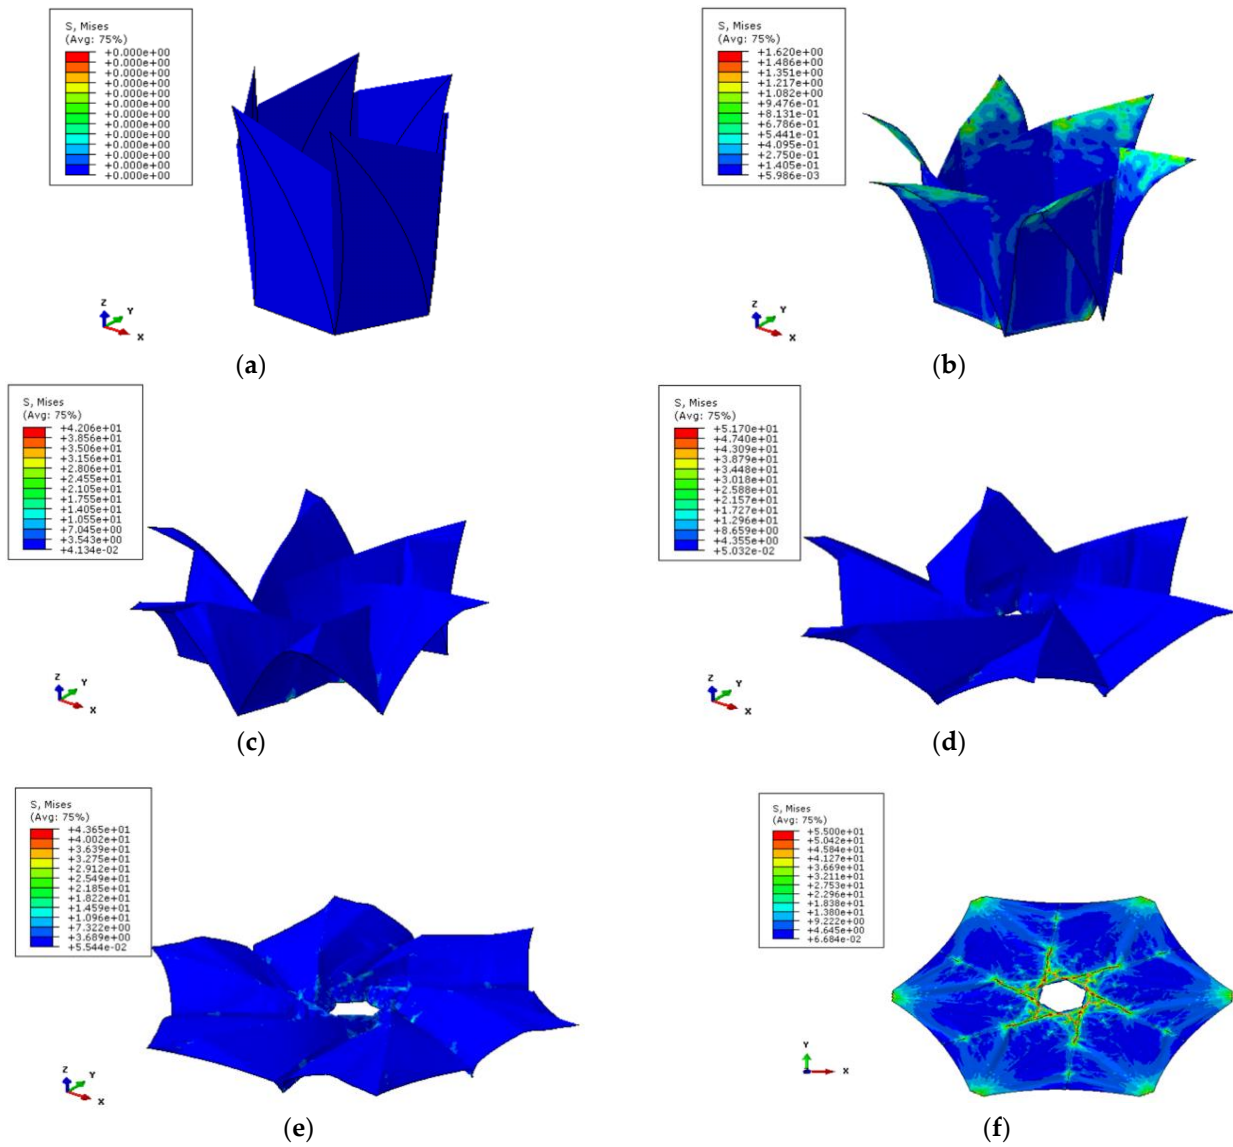 S, Mises
(Avg: 75%)
+0.000e+00
+0.000e+00
+0.000e+00
+0.000e+00
+0.000e+00
+0.000e+00
+0.000e+00
+0.000e+00
+0.000e+00
+0.000e+00
+0.000e+00
+0.000e+00
+0.000e+00
Z
Y
X
(a)
S, Mises
(Avg: 75%)
+1.620e+00
+1.486e+00
+1.351e+00
+1.217e+00
+1.082e+00
+9.476e-01
+8.131e-01
+6.786e-01
+5.441e-01
+4.095e-01
+2.750e-01
+1.405e-01
+5.986e-03
Z
Y
X
(b)
S, Mises
(Avg: 75%)
+4.206e+01
+3.856e+01
+3.506e+01
+3.156e+01
+2.806e+01
+2.455e+01
+2.105e+01
+1.755e+01
+1.405e+01
+1.055e+01
+7.045e+00
+3.543e+00
+4.134e-02
Z
Y
X
(c)
S, Mises
(Avg: 75%)
+5.170e+01
+4.740e+01
+4.309e+01
+3.879e+01
+3.448e+01
+3.018e+01
+2.588e+01
+2.157e+01
+1.727e+01
+1.296e+01
+8.659e+00
+4.355e+00
+5.032e-02
Z
Y
X
(d)
S, Mises
(Avg: 75%)
+4.365e+01
+4.002e+01
+3.639e+01
+3.275e+01
+2.912e+01
+2.549e+01
+2.185e+01
+1.822e+01
+1.459e+01
+1.096e+01
+7.322e+00
+3.689e+00
+5.544e-02
Z
Y
X
(e)
S, Mises
(Avg: 75%)
+5.500e+01
+5.042e+01
+4.584e+01
+4.127e+01
+3.669e+01
+3.211e+01
+2.753e+01
+2.296e+01
+1.838e+01
+1.380e+01
+9.222e+00
+4.645e+00
+6.684e-02
Y
X
(f)